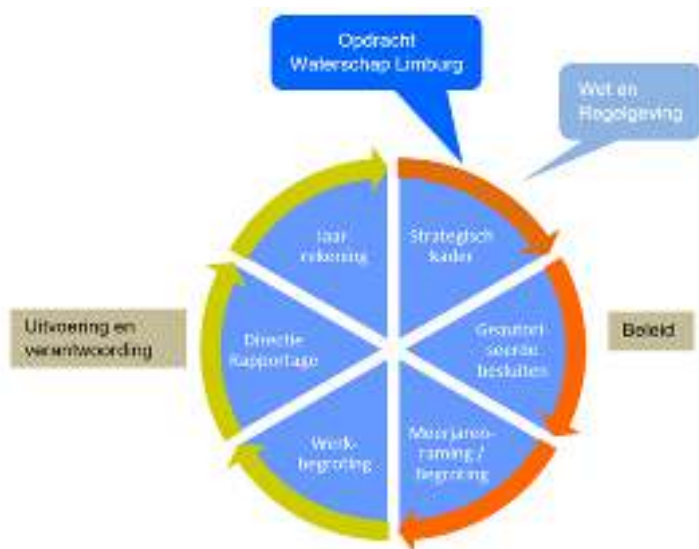 Opdracht
Waterschap Limburg
Wet en
Regelgeving
Jaar
rekening
Strategisch
kader
Uitvoering en
verantwoording
Directie
Rapportage
Geautori-
seerde
besluiten
Beleid
Werk-
begroting
Meerjaren-
raming /
Begroting